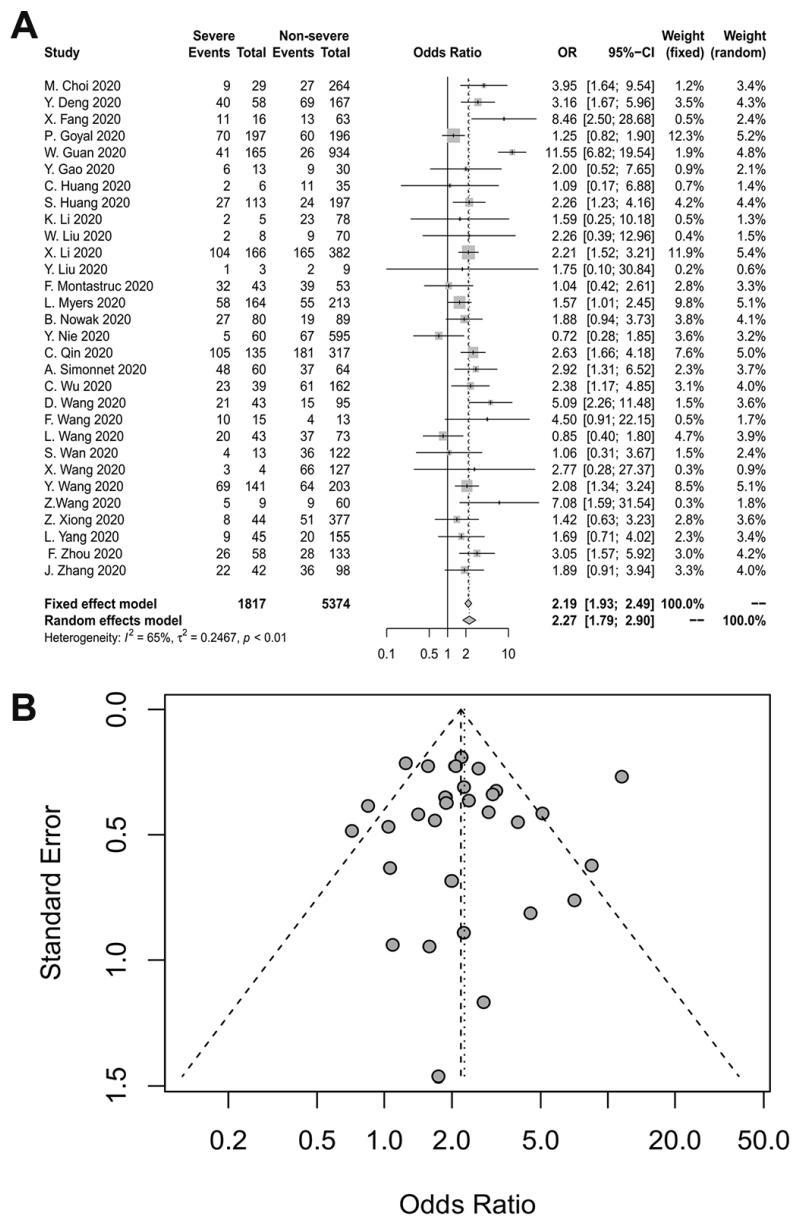 A
Severe Non-severe Weight Weight
Study Events Total Events Total Odds Ratio OR 95%−CI (fixed) (random)
M. Choi 2020 9 29 27 264 3.95 [1.64; 9.54] 1.2% 3.4%
Y. Deng 2020 40 58 69 167 3.16 [1.67; 5.96] 3.5% 4.3%
X. Fang 2020 11 16 13 63 8.46 [2.50; 28.68] 0.5% 2.4%
P. Goyal 2020 70 197 60 196 1.25 [0.82; 1.90] 12.3% 5.2%
W. Guan 2020 41 165 26 934 11.55 [6.82; 19.54] 1.9% 4.8%
Y. Gao 2020 6 13 9 30 2.00 [0.52; 7.65] 0.9% 2.1%
C. Huang 2020 2 6 11 35 1.09 [0.17; 6.88] 0.7% 1.4%
S. Huang 2020 27 113 24 197 2.26 [1.23; 4.16] 4.2% 4.4%
K. Li 2020 2 5 23 78 1.59 [0.25; 10.18] 0.5% 1.3%
W. Liu 2020 2 8 9 70 2.26 [0.39; 12.96] 0.4% 1.5%
X. Li 2020 104 166 165 382 2.21 [1.52; 3.21] 11.9% 5.4%
Y. Liu 2020 1 3 2 9 1.75 [0.10; 30.84] 0.2% 0.6%
F. Montastruc 2020 32 43 39 53 1.04 [0.42; 2.61] 2.8% 3.3%
L. Myers 2020 58 164 55 213 1.57 [1.01; 2.45] 9.8% 5.1%
B. Nowak 2020 27 80 19 89 1.88 [0.94; 3.73] 3.8% 4.1%
Y. Nie 2020 5 60 67 595 0.72 [0.28; 1.85] 3.6% 3.2%
C. Qin 2020 105 135 181 317 2.63 [1.66; 4.18] 7.6% 5.0%
A. Simonnet 2020 48 60 37 64 2.92 [1.31; 6.52] 2.3% 3.7%
C. Wu 2020 23 39 61 162 2.38 [1.17; 4.85] 3.1% 4.0%
D. Wang 2020 21 43 15 95 5.09 [2.26; 11.48] 1.5% 3.6%
F. Wang 2020 10 15 4 13 4.50 [0.91; 22.15] 0.5% 1.7%
L. Wang 2020 20 43 37 73 0.85 [0.40; 1.80] 4.7% 3.9%
S. Wan 2020 4 13 36 122 1.06 [0.31; 3.67] 1.5% 2.4%
X. Wang 2020 3 4 66 127 2.77 [0.28; 27.37] 0.3% 0.9%
Y. Wang 2020 69 141 64 203 2.08 [1.34; 3.24] 8.5% 5.1%
Z.Wang 2020 5 9 9 60 7.08 [1.59; 31.54] 0.3% 1.8%
Z. Xiong 2020 8 44 51 377 1.42 [0.63; 3.23] 2.8% 3.6%
L. Yang 2020 9 45 20 155 1.69 [0.71; 4.02] 2.3% 3.4%
F. Zhou 2020 26 58 28 133 3.05 [1.57; 5.92] 3.0% 4.2%
J. Zhang 2020 22 42 36 98 1.89 [0.91; 3.94] 3.3% 4.0%
Fixed effect model 1817 5374 2.19 [1.93; 2.49] 100.0% −−
Random effects model 2.27 [1.79; 2.90] −− 100.0%
Heterogeneity: I² = 65%, τ² = 0.2467, p < 0.01
0.1 0.5 1 2 10
B
Standard Error
0.0
0.5
1.0
1.5
0.2 0.5 1.0 2.0 5.0 20.0 50.0
Odds Ratio